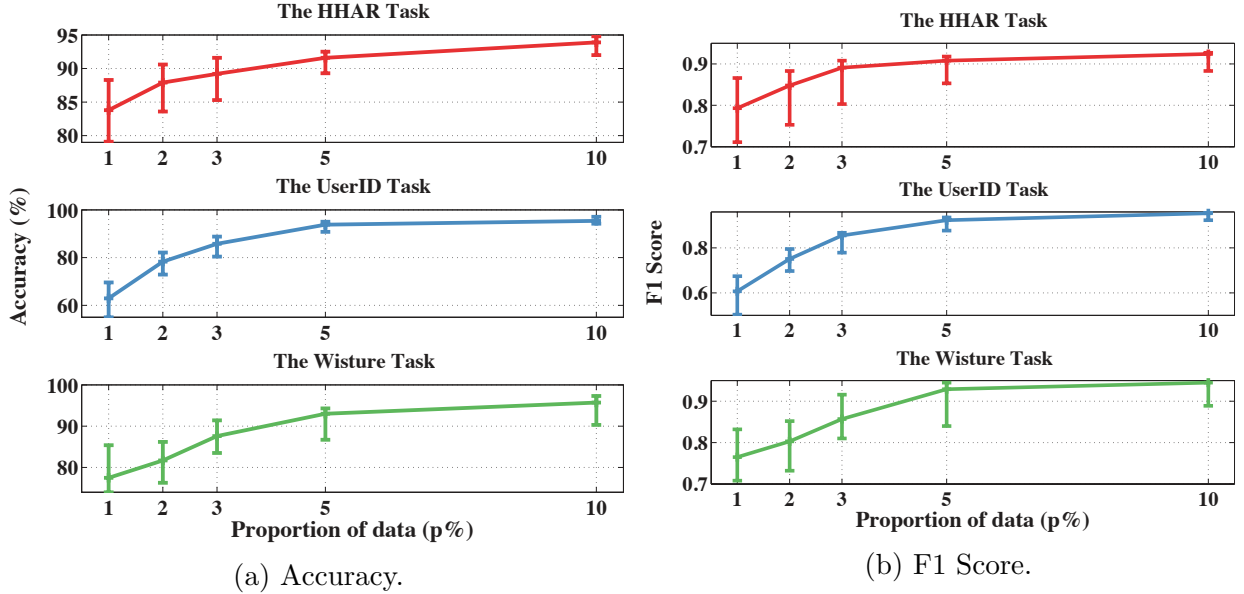 The HHAR Task
95
90
85
80
1 2 3 5 10
The UserID Task
100
80
60
1 2 3 5 10
The Wisture Task
100
90
80
1 2 3 5 10
Accuracy (%)
Proportion of data (p%)
(a) Accuracy.
The HHAR Task
0.9
0.8
0.7
1 2 3 5 10
The UserID Task
0.8
0.6
1 2 3 5 10
The Wisture Task
0.9
0.8
0.7
1 2 3 5 10
F1 Score
Proportion of data (p%)
(b) F1 Score.